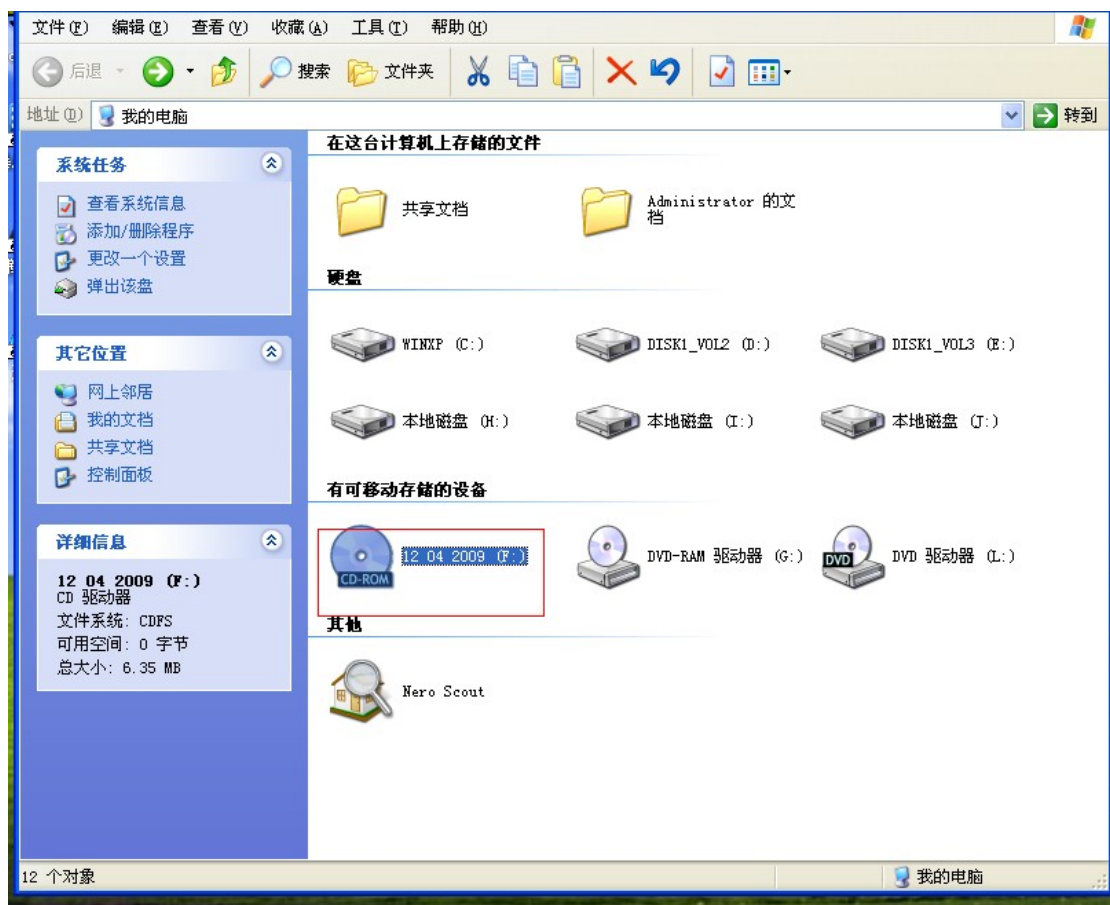 文件(F) 编辑(E) 查看(V) 收藏(A) 工具(T) 帮助(H)
后退 搜索 文件夹
地址(D) 我的电脑 转到
系统任务
查看系统信息
添加/删除程序
更改一个设置
弹出该盘
其它位置
网上邻居
我的文档
共享文档
控制面板
详细信息
12 04 2009 (F:)
CD 驱动器
文件系统: CDFS
可用空间: 0 字节
总大小: 6.35 MB
在这台计算机上存储的文件
共享文档
Administrator 的文
档
硬盘
WINXP (C:) DISK1_VOL2 (D:) DISK1_VOL3 (E:)
本地磁盘 (H:) 本地磁盘 (I:) 本地磁盘 (J:)
有可移动存储的设备
12 04 2009 (F:) DVD-RAM 驱动器 (G:) DVD 驱动器 (L:)
CD-ROM DVD
其他
Nero Scout
12 个对象 我的电脑